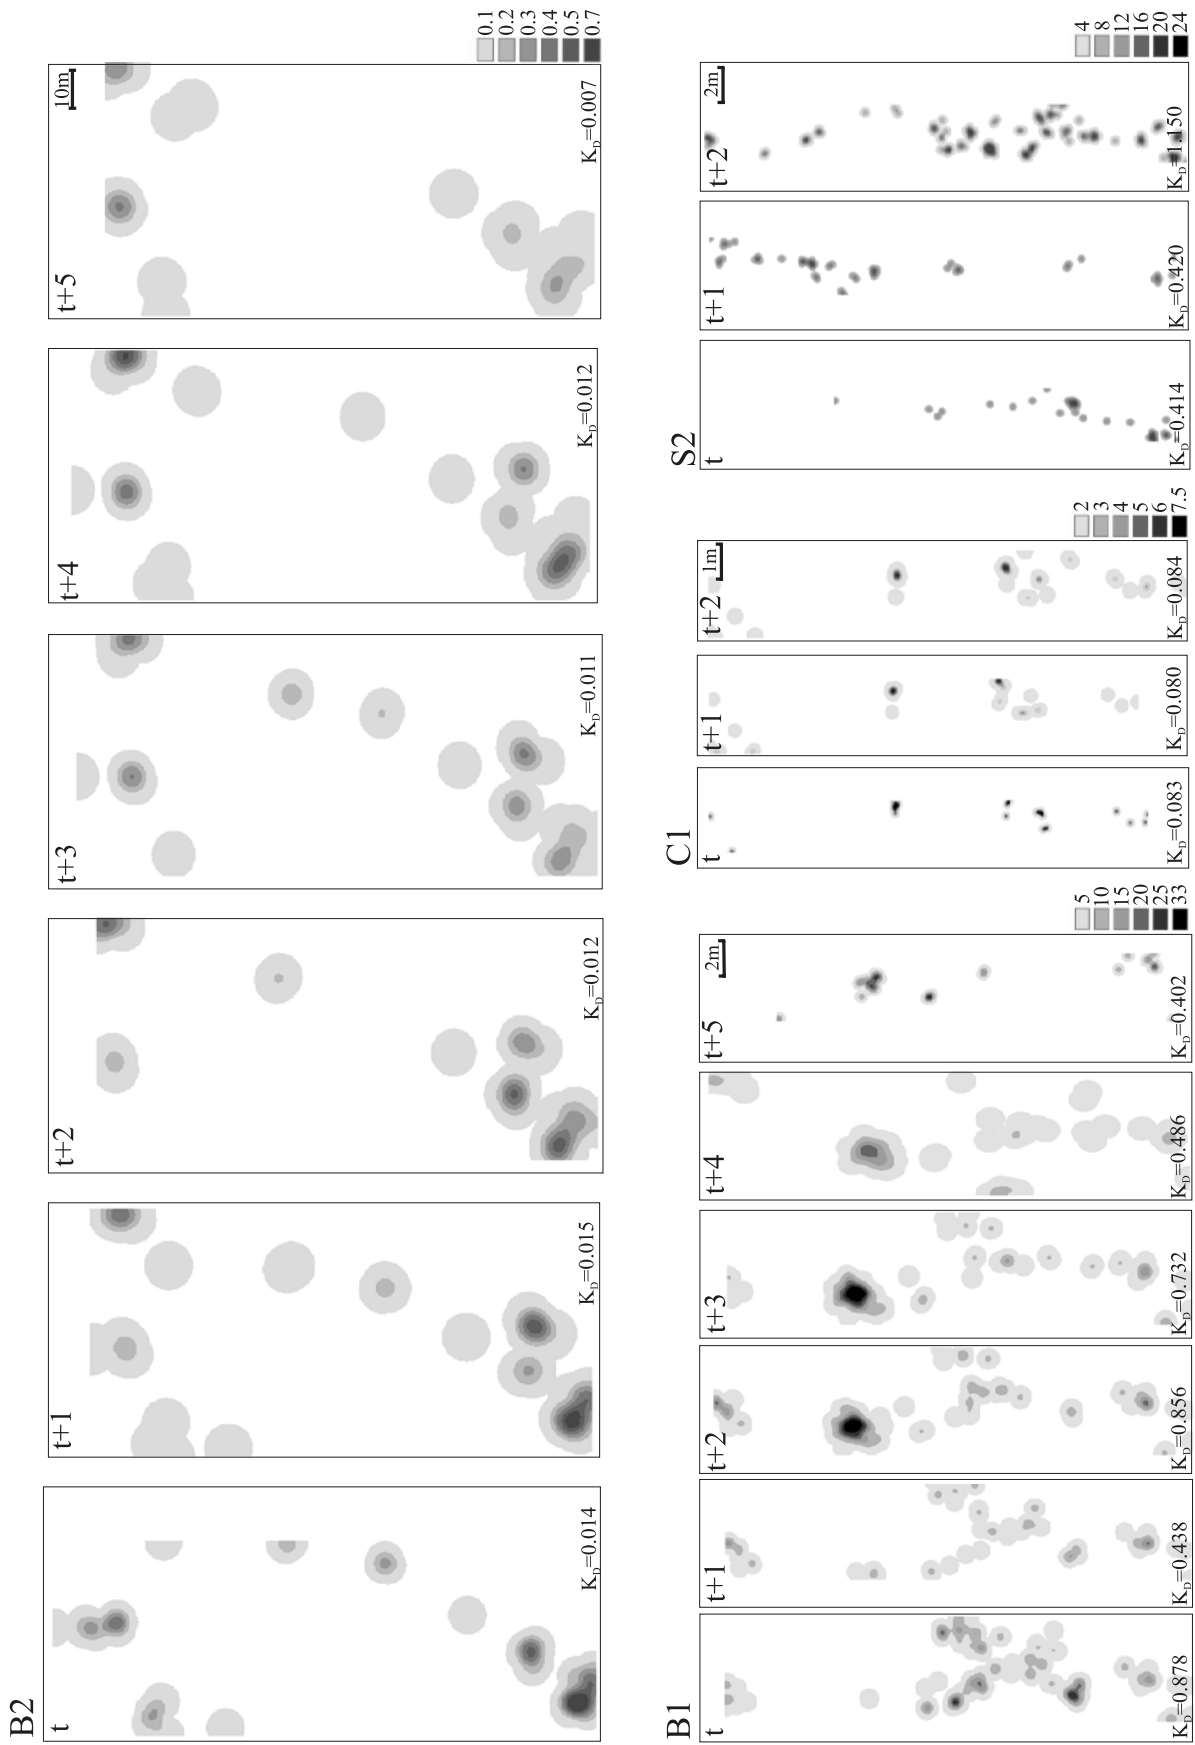 B2
t
K_D=0.014
t+1
K_D=0.015
t+2
K_D=0.012
t+3
K_D=0.011
t+4
K_D=0.012
t+5
10m
K_D=0.007
0.1
0.2
0.3
0.4
0.5
0.7
B1
t
K_D=0.878
t+1
K_D=0.438
t+2
K_D=0.856
t+3
K_D=0.732
t+4
K_D=0.486
t+5
2m
K_D=0.402
5
10
15
20
25
33
C1
t
K_D=0.083
t+1
K_D=0.080
t+2
1m
K_D=0.084
2
3
4
5
6
7.5
S2
t
K_D=0.414
t+1
K_D=0.420
t+2
2m
K_D=1.150
4
8
12
16
20
24